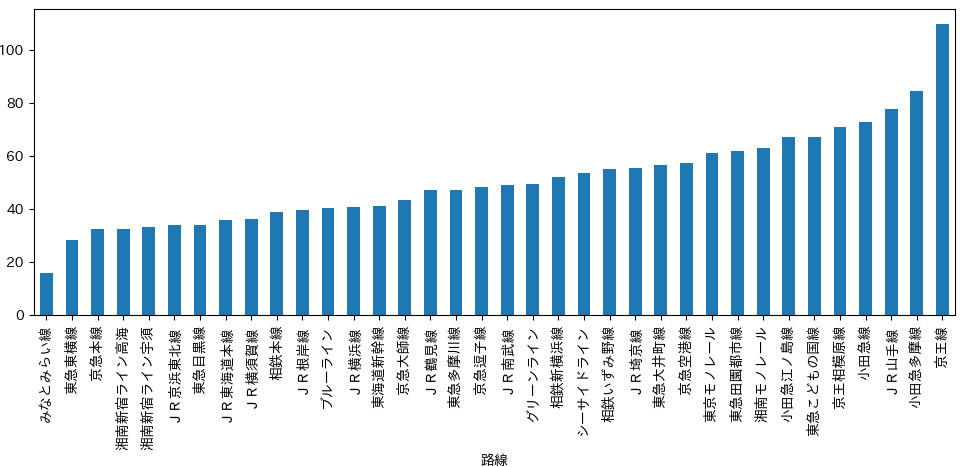 100
80
60
40
20
0
みなとみらい線
東急東横線
京急本線
湘南新宿ライン高海
湘南新宿ライン宇須
ＪＲ京浜東北線
東急目黒線
ＪＲ東海道本線
ＪＲ横須賀線
相鉄本線
ＪＲ根岸線
ブルーライン
ＪＲ横浜線
東海道新幹線
京急大師線
ＪＲ鶴見線
東急多摩川線
京急逗子線
ＪＲ南武線
グリーンライン
相鉄新横浜線
シーサイドライン
相鉄いずみ野線
ＪＲ埼京線
東急大井町線
京急空港線
東京モノレール
東急田園都市線
湘南モノレール
小田急江ノ島線
東急こどもの国線
京王相模原線
小田急線
ＪＲ山手線
小田急多摩線
京王線
路線